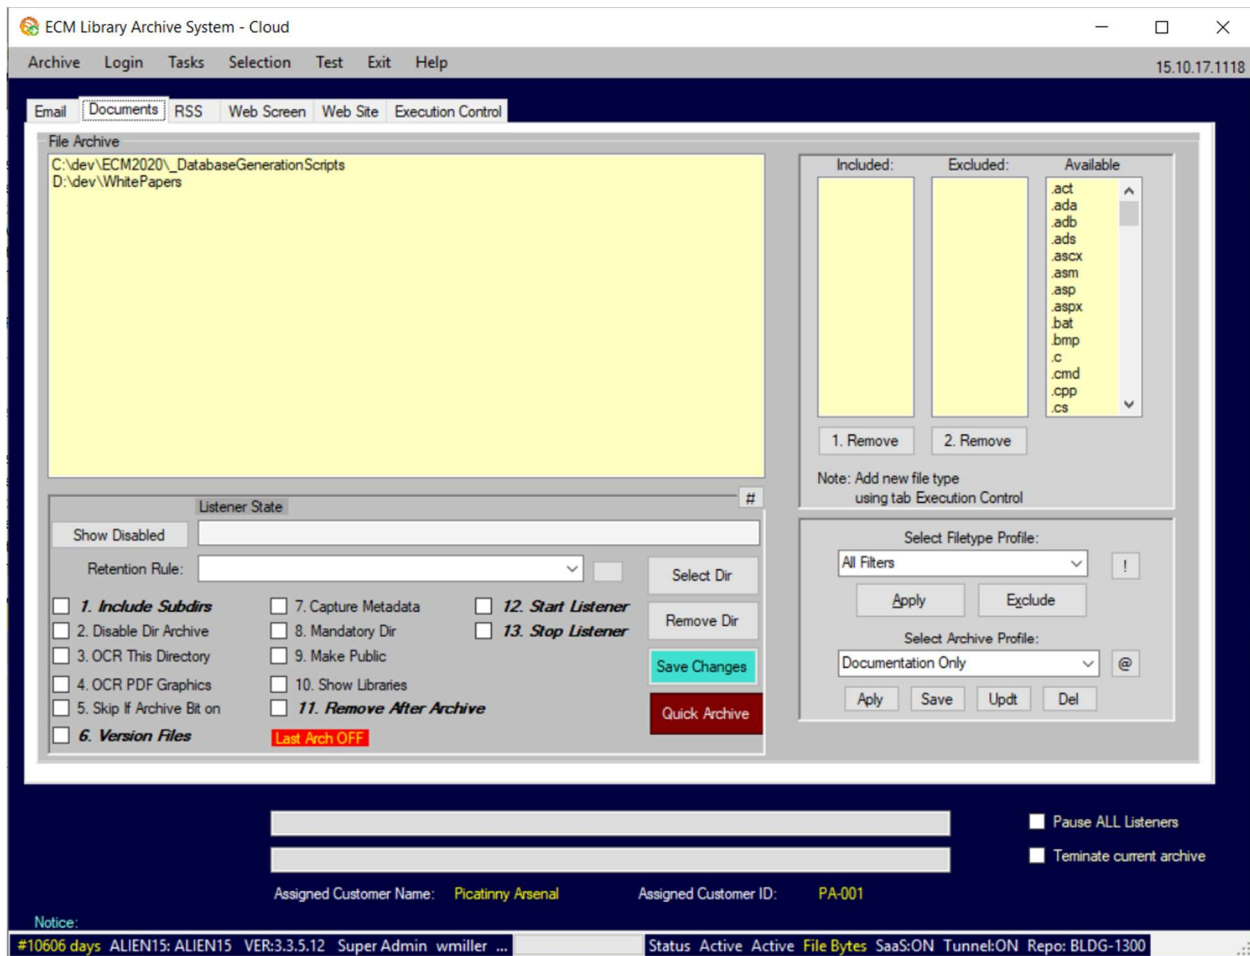 ECM Library Archive System - Cloud
Archive Login Tasks Selection Test Exit Help
15.10.17.1118
Email Documents RSS Web Screen Web Site Execution Control
File Archive
C:\dev\ECM2020\_DatabaseGenerationScripts
D:\dev\WhitePapers
Included: Excluded: Available
.act
.ada
.adb
.ads
.ascx
.asm
.asp
.aspx
.bat
.bmp
.c
.cmd
.cpp
.cs
1. Remove 2. Remove
Note: Add new file type
using tab Execution Control
#
Listener State
Show Disabled
Retention Rule:
Select Dir
Remove Dir
Save Changes
Quick Archive
1. Include Subdirs
2. Disable Dir Archive
3. OCR This Directory
4. OCR PDF Graphics
5. Skip If Archive Bit on
6. Version Files
7. Capture Metadata
8. Mandatory Dir
9. Make Public
10. Show Libraries
11. Remove After Archive
Last Arch OFF
12. Start Listener
13. Stop Listener
Select Filetype Profile:
All Filters !
Apply Exclude
Select Archive Profile:
Documentation Only @
Aply Save Updt Del
Pause ALL Listeners
Teminate current archive
Assigned Customer Name: Picatinny Arsenal Assigned Customer ID: PA-001
Notice:
#10606 days ALIEN15: ALIEN15 VER:3.3.5.12 Super Admin wmiller ... Status Active Active File Bytes SaaS:ON Tunnel:ON Repo: BLDG-1300